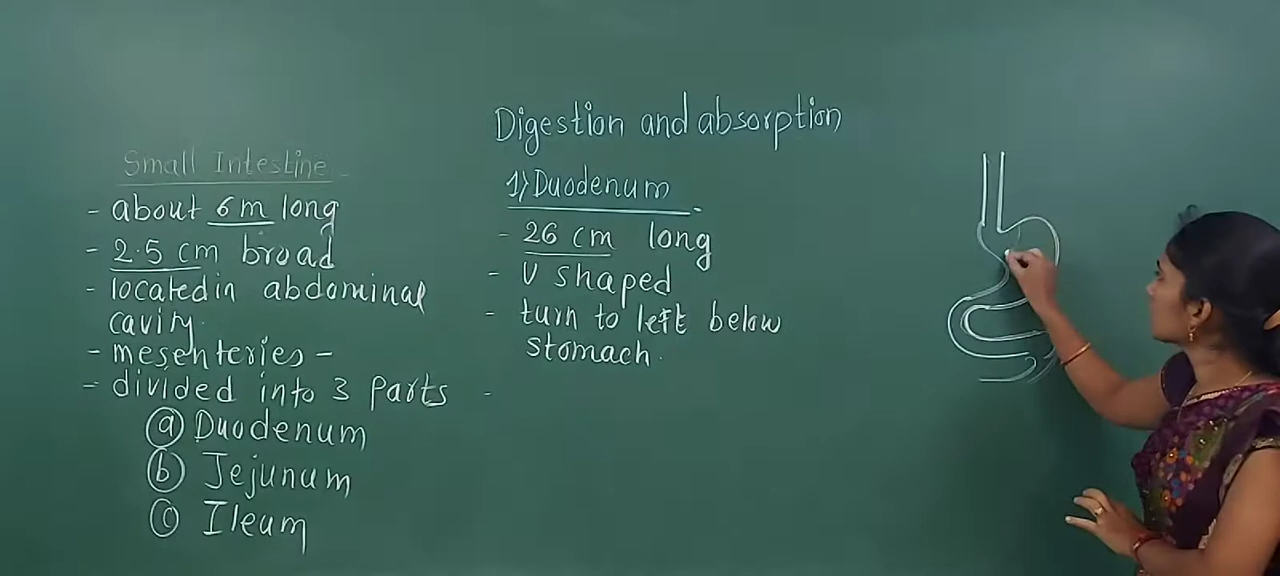 Digestion and absorption
Small Intestine
- about 6 m long
- 2.5 cm broad
- located in abdominal
cavity.
- mesenteries -
- divided into 3 parts
(a) Duodenum
(b) Jejunum
(c) Ileum
1) Duodenum
- 26 cm long
- U shaped
- turn to left below
stomach.
-